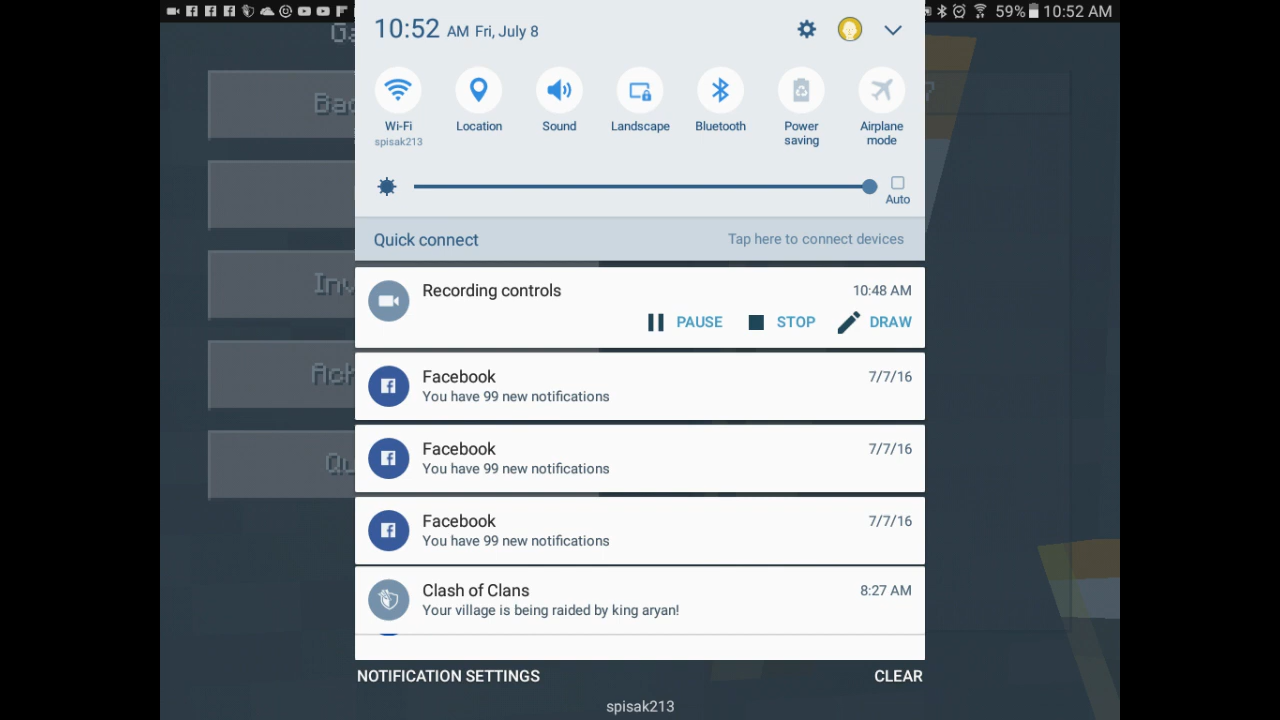 59% 10:52 AM
10:52 AM Fri, July 8
Wi-Fi
spisak213
Location
Sound
Landscape
Bluetooth
Power
saving
Airplane
mode
Auto
Quick connect
Tap here to connect devices
Recording controls
10:48 AM
PAUSE STOP DRAW
Facebook
7/7/16
You have 99 new notifications
Facebook
7/7/16
You have 99 new notifications
Facebook
7/7/16
You have 99 new notifications
Clash of Clans
8:27 AM
Your village is being raided by king aryan!
NOTIFICATION SETTINGS
CLEAR
spisak213